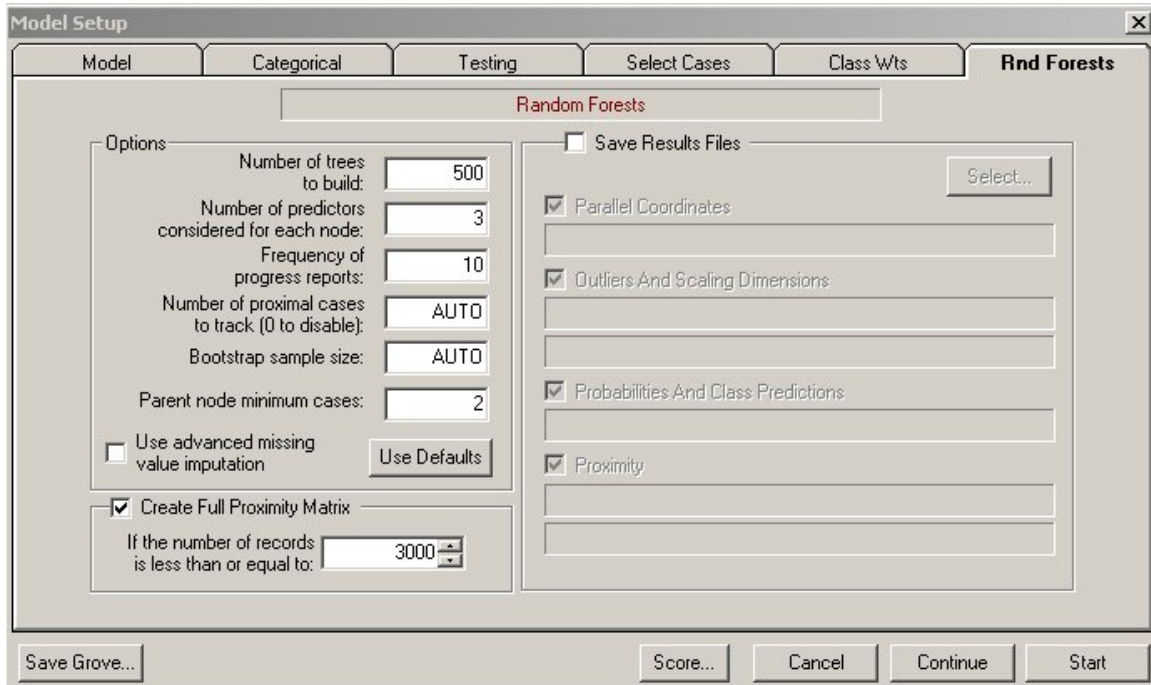 Model Setup
Model
Categorical
Testing
Select Cases
Class Wts
Rnd Forests
Random Forests
Options
Number of trees
to build:
500
Number of predictors
considered for each node:
3
Frequency of
progress reports:
10
Number of proximal cases
to track (0 to disable):
AUTO
Bootstrap sample size:
AUTO
Parent node minimum cases:
2
Use advanced missing
value imputation
Use Defaults
Create Full Proximity Matrix
If the number of records
is less than or equal to:
3000
Save Results Files
Select...
Parallel Coordinates
Outliers And Scaling Dimensions
Probabilities And Class Predictions
Proximity
Save Grove...
Score...
Cancel
Continue
Start